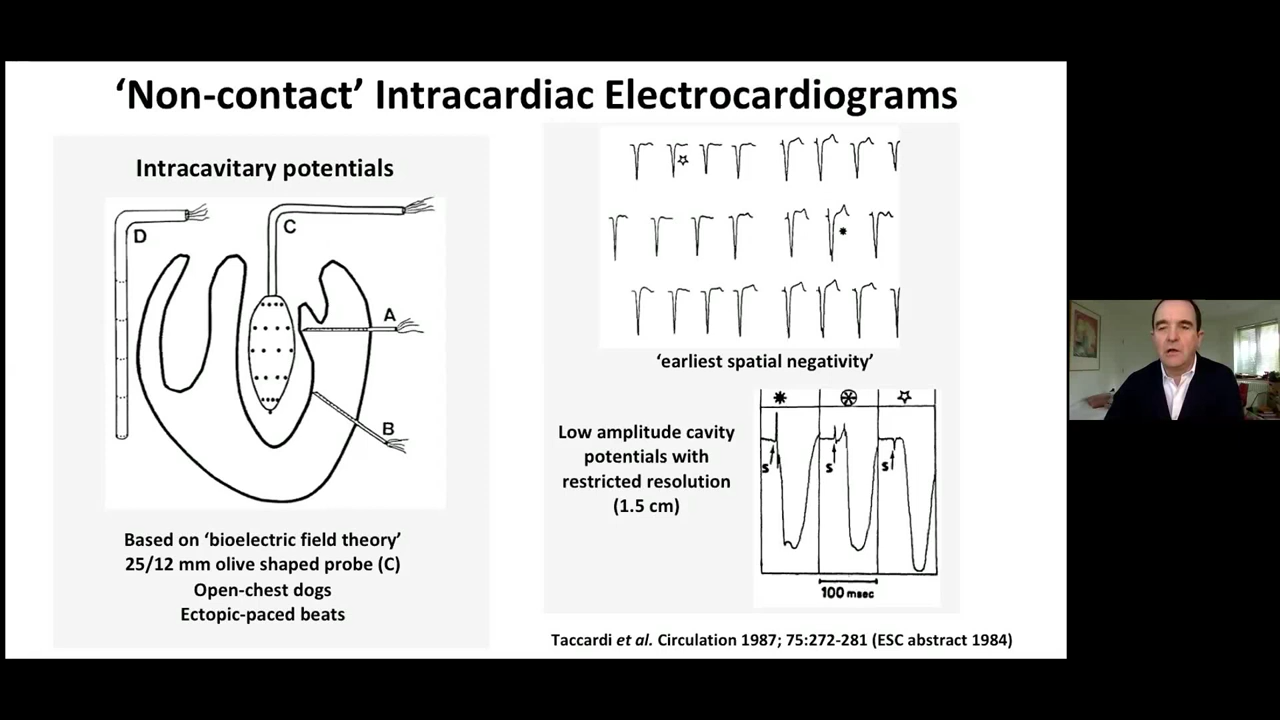 ‘Non-contact’ Intracardiac Electrocardiograms
Intracavitary potentials
D
C
A
B
Based on ‘bioelectric field theory’
25/12 mm olive shaped probe (C)
Open-chest dogs
Ectopic-paced beats
‘earliest spatial negativity’
Low amplitude cavity
potentials with
restricted resolution
(1.5 cm)
S
S
S
100 msec
Taccardi et al. Circulation 1987; 75:272-281 (ESC abstract 1984)